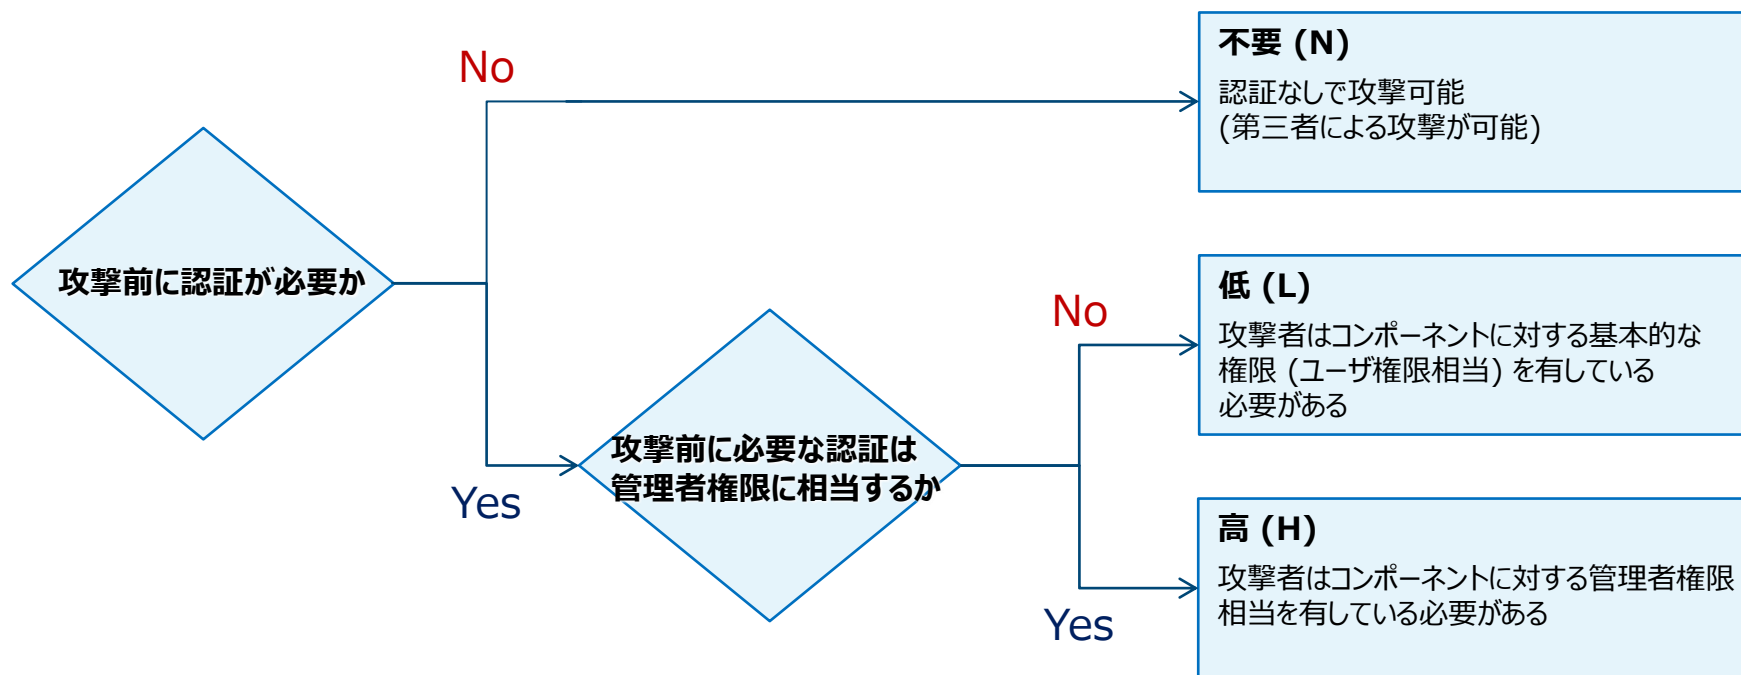 No
不要 (N)
認証なしで攻撃可能
(第三者による攻撃が可能)
攻撃前に認証が必要か
Yes
攻撃前に必要な認証は
管理者権限に相当するか
No
低 (L)
攻撃者はコンポーネントに対する基本的な
権限 (ユーザ権限相当) を有している
必要がある
Yes
高 (H)
攻撃者はコンポーネントに対する管理者権限
相当を有している必要がある